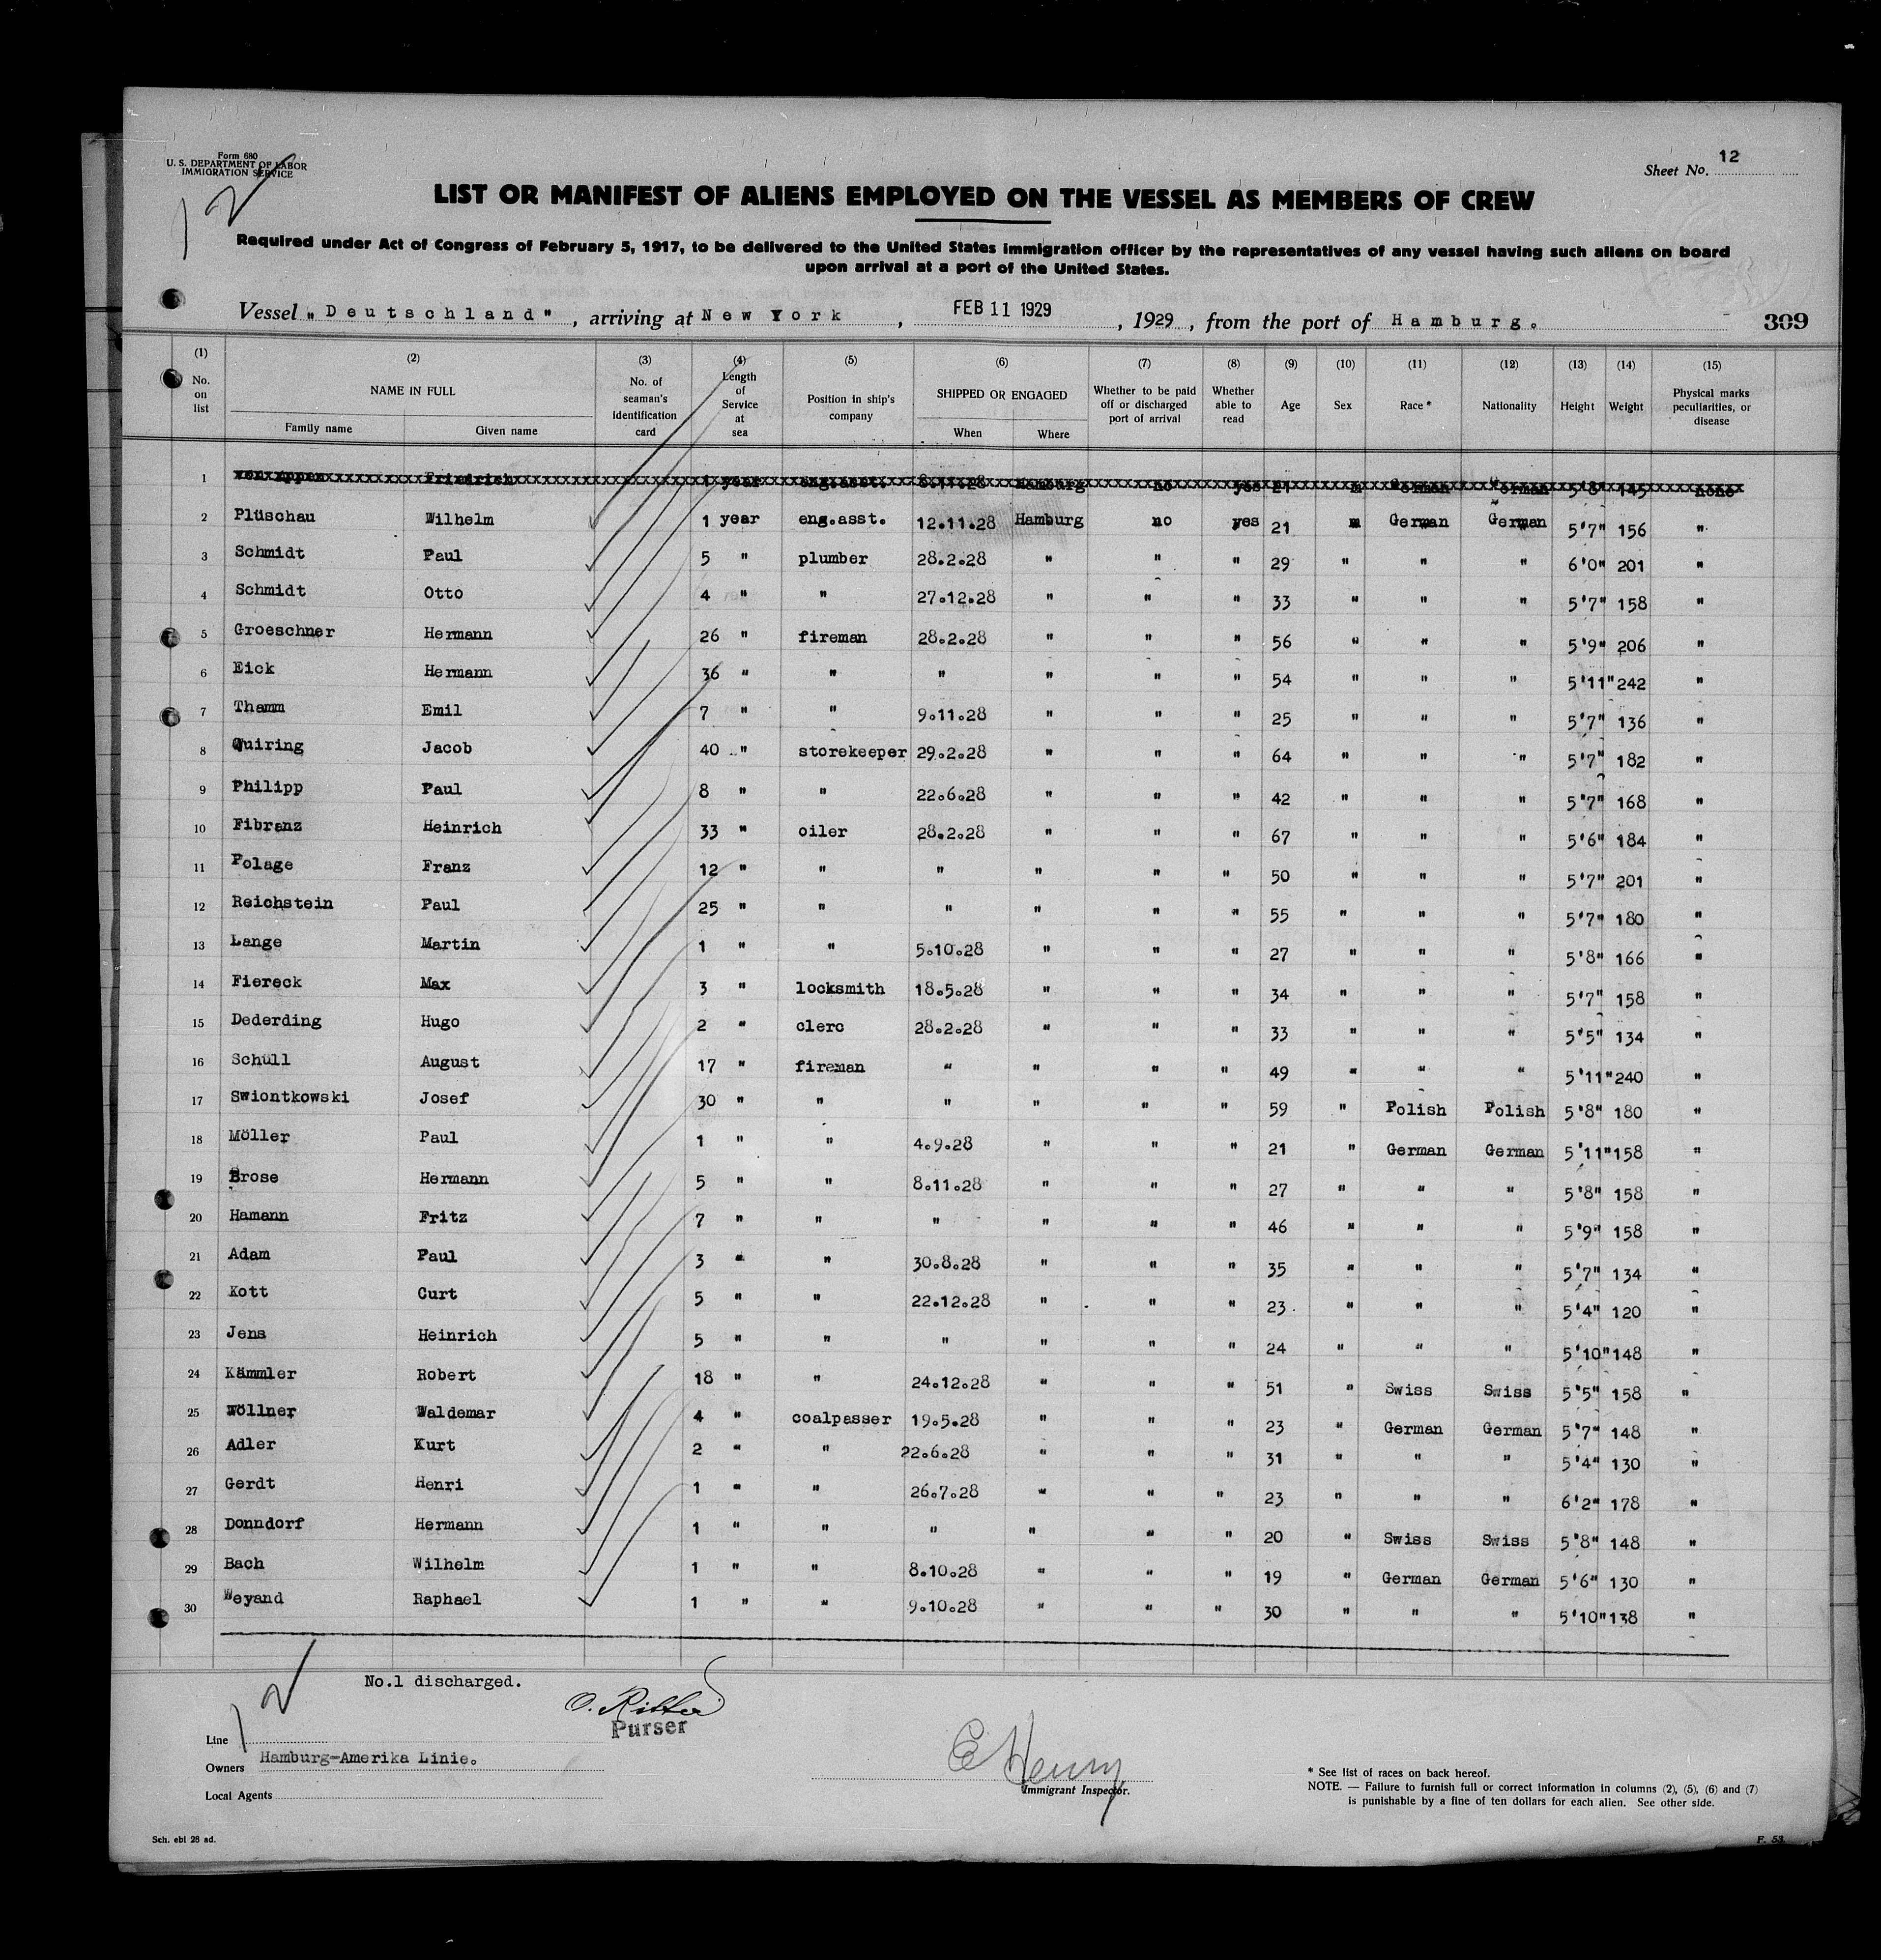 Form 680
U. S. DEPARTMENT OF LABOR
IMMIGRATION SERVICE
Sheet No. 12
LIST OR MANIFEST OF ALIENS EMPLOYED ON THE VESSEL AS MEMBERS OF CREW
Required under Act of Congress of February 5, 1917, to be delivered to the United States immigration officer by the representatives of any vessel having such aliens on board
upon arrival at a port of the United States.
Vessel "Deutschland", arriving at New York, FEB 11 1929, 1929, from the port of Hamburg. 309
(1) (2) (3) (4) (5) (6) (7) (8) (9) (10) (11) (12) (13) (14) (15)
No. on list NAME IN FULL Family name Given name No. of seaman's identification card Length of Service at sea Position in ship's company SHIPPED OR ENGAGED When Where Whether to be paid off or discharged port of arrival Whether able to read Age Sex Race * Nationality Height Weight Physical marks peculiarities, or disease
1 Friedrich 1 year eng.asst. 8.11.28 Hamburg no yes 21 m German German 5'8" 145 none
2 Plüschau Wilhelm 1 year eng.asst. 12.11.28 Hamburg no yes 21 m German German 5'7" 156 "
3 Schmidt Paul 5 " plumber 28.2.28 " " " 29 " " " 6'0" 201 "
4 Schmidt Otto 4 " " 27.12.28 " " " 33 " " " 5'7" 158 "
5 Groeschner Hermann 26 " fireman 28.2.28 " " " 56 " " " 5'9" 206 "
6 Eick Hermann 36 " " " " " " 54 " " " 5'11" 242 "
7 Thamm Emil 7 " " 9.11.28 " " " 25 " " " 5'7" 136 "
8 Quiring Jacob 40 " storekeeper 29.2.28 " " " 64 " " " 5'7" 182 "
9 Philipp Paul 8 " " 22.6.28 " " " 42 " " " 5'7" 168 "
10 Fibranz Heinrich 33 " oiler 28.2.28 " " " 67 " " " 5'6" 184 "
11 Polage Franz 12 " " " " " " 50 " " " 5'7" 201 "
12 Reichstein Paul 25 " " " " " " 55 " " " 5'7" 180 "
13 Lange Martin 1 " " 5.10.28 " " " 27 " " " 5'8" 166 "
14 Fiereck Max 3 " locksmith 18.5.28 " " " 34 " " " 5'7" 158 "
15 Dederding Hugo 2 " clerc 28.2.28 " " " 33 " " " 5'5" 134 "
16 Schüll August 17 " fireman " " " " 49 " " " 5'11" 240 "
17 Swiontkowski Josef 30 " " " " " " 59 " Polish Polish 5'8" 180 "
18 Möller Paul 1 " " 4.9.28 " " " 21 " German German 5'11" 158 "
19 Brose Hermann 5 " " 8.11.28 " " " 27 " " " 5'8" 158 "
20 Hamann Fritz 7 " " " " " " 46 " " " 5'9" 158 "
21 Adam Paul 3 " " 30.8.28 " " " 35 " " " 5'7" 134 "
22 Kott Curt 5 " " 22.12.28 " " " 23 " " " 5'4" 120 "
23 Jens Heinrich 5 " " " " " " 24 " " " 5'10" 148 "
24 Kämmler Robert 18 " " 24.12.28 " " " 51 " Swiss Swiss 5'5" 158 "
25 Wöllner Waldemar 4 " coalpasser 19.5.28 " " " 23 " German German 5'7" 148 "
26 Adler Kurt 2 " " 22.6.28 " " " 31 " " " 5'4" 130 "
27 Gerdt Henri 1 " " 26.7.28 " " " 23 " " " 6'2" 178 "
28 Donndorf Hermann 1 " " " " " " 20 " Swiss Swiss 5'8" 148 "
29 Bach Wilhelm 1 " " 8.10.28 " " " 19 " German German 5'6" 130 "
30 Weyand Raphael 1 " " 9.10.28 " " " 30 " " " 5'10" 138 "
No.1 discharged.
O. Ritter
Purser
Line
Owners Hamburg-Amerika Linie.
Local Agents
E Henry
Immigrant Inspector.
* See list of races on back hereof.
NOTE. — Failure to furnish full or correct information in columns (2), (5), (6) and (7)
is punishable by a fine of ten dollars for each alien. See other side.
Sch. ebl 28 ad.
F. 53.